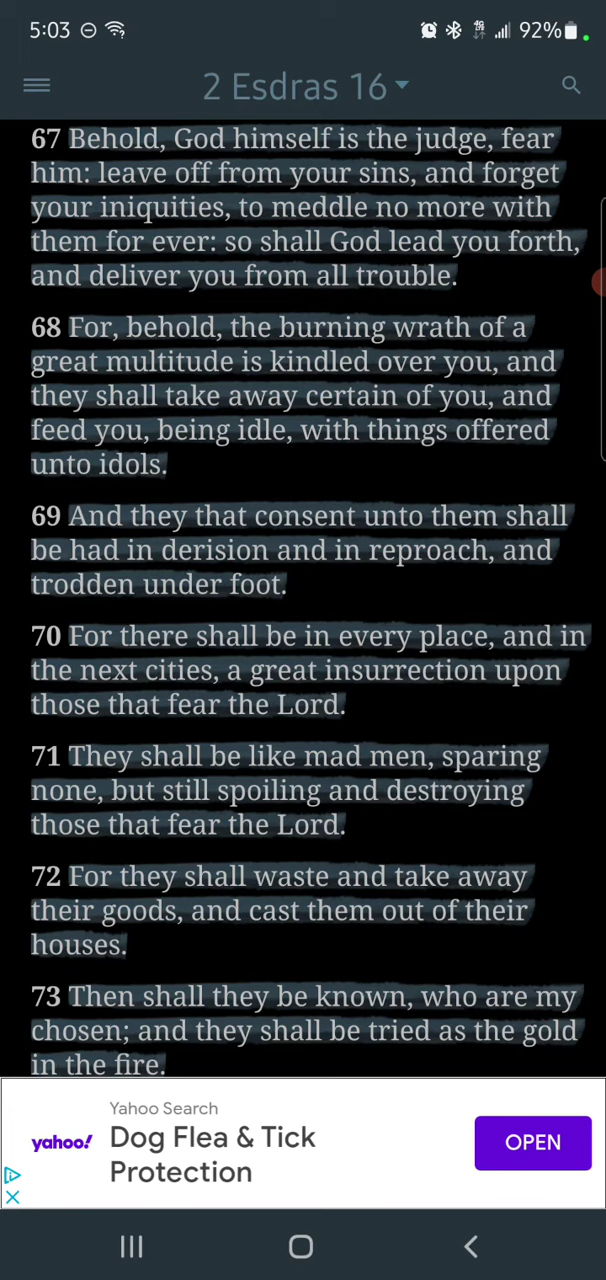 5:03
4G
92%
2 Esdras 16
67 Behold, God himself is the judge, fear
him: leave off from your sins, and forget
your iniquities, to meddle no more with
them for ever: so shall God lead you forth,
and deliver you from all trouble.
68 For, behold, the burning wrath of a
great multitude is kindled over you, and
they shall take away certain of you, and
feed you, being idle, with things offered
unto idols.
69 And they that consent unto them shall
be had in derision and in reproach, and
trodden under foot.
70 For there shall be in every place, and in
the next cities, a great insurrection upon
those that fear the Lord.
71 They shall be like mad men, sparing
none, but still spoiling and destroying
those that fear the Lord.
72 For they shall waste and take away
their goods, and cast them out of their
houses.
73 Then shall they be known, who are my
chosen; and they shall be tried as the gold
in the fire.
Yahoo Search
yahoo!
Dog Flea & Tick
Protection
OPEN